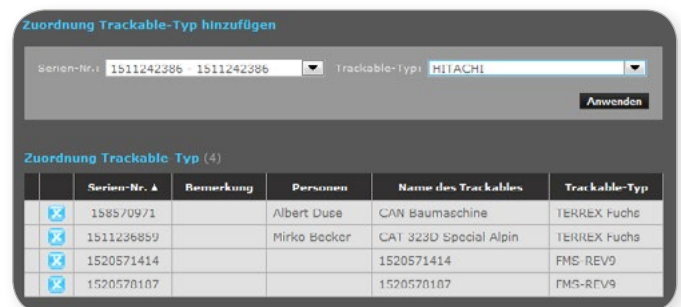 Zuordnung Trackable-Typ hinzufügen
Serien-Nr.: 1511242386 - 1511242386 Trackable-Typ: HITACHI
Anwenden
Zuordnung Trackable-Typ (4)
Serien-Nr. ▲ Bemerkung Personen Name des Trackables Trackable-Typ
158570971 Albert Duse CAN Baumaschine TERREX Fuchs
1511236859 Mirko Becker CAT 323D Special Alpin TERREX Fuchs
1520571414 1520571414 FMS-REV9
1520578187 1520578187 FMS-REV9